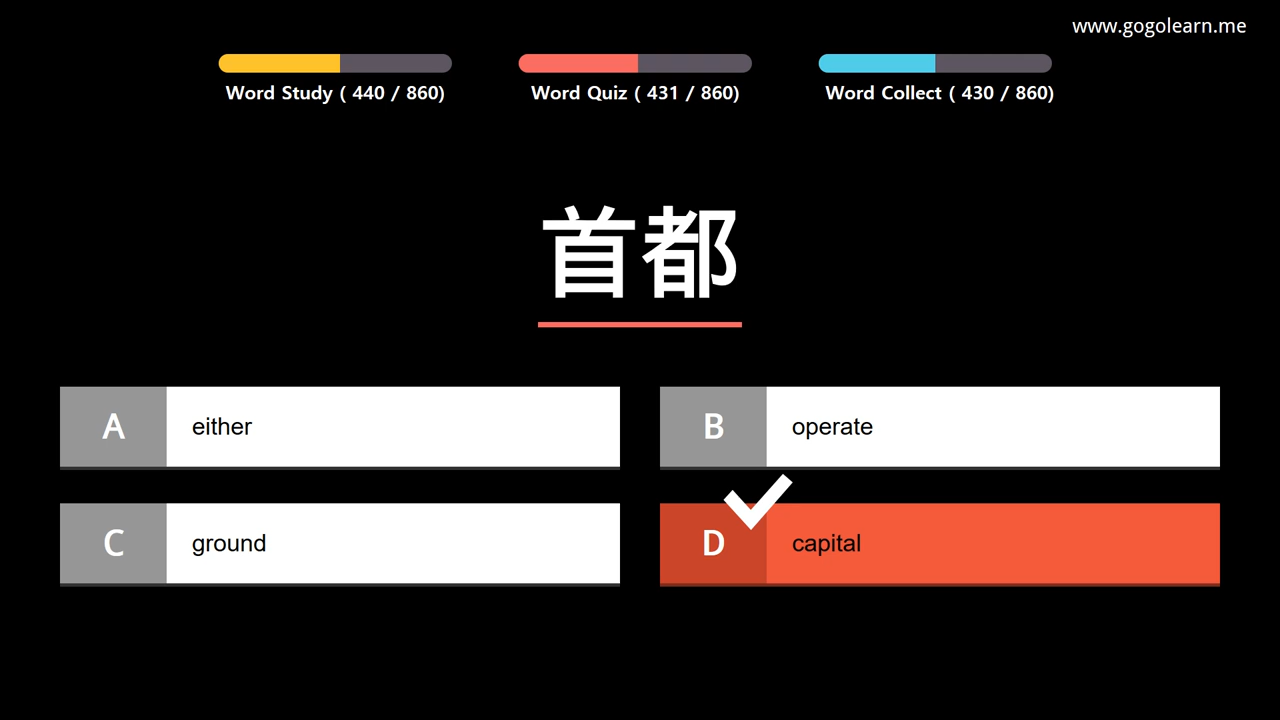 www.gogolearn.me
Word Study ( 440 / 860)
Word Quiz ( 431 / 860)
Word Collect ( 430 / 860)
首都
A either
B operate
C ground
D capital